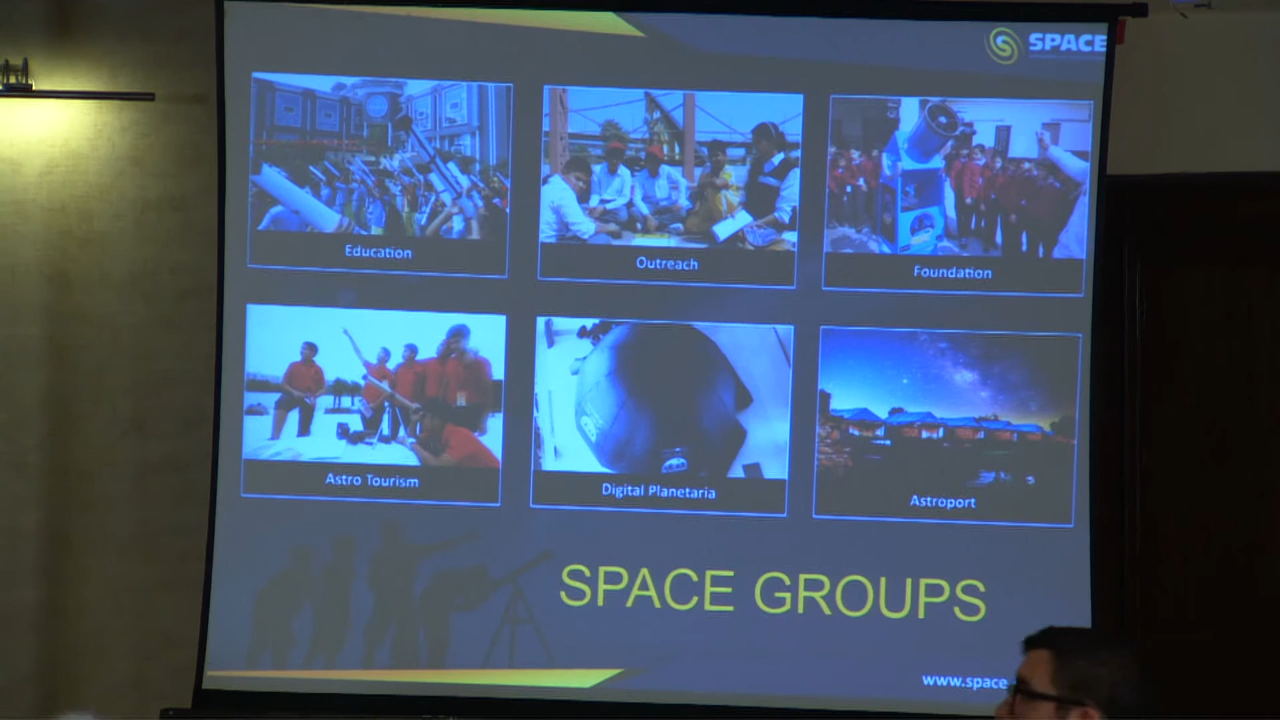 SPACE
Education
Outreach
Foundation
Astro Tourism
Digital Planetaria
Astroport
SPACE GROUPS
www.space